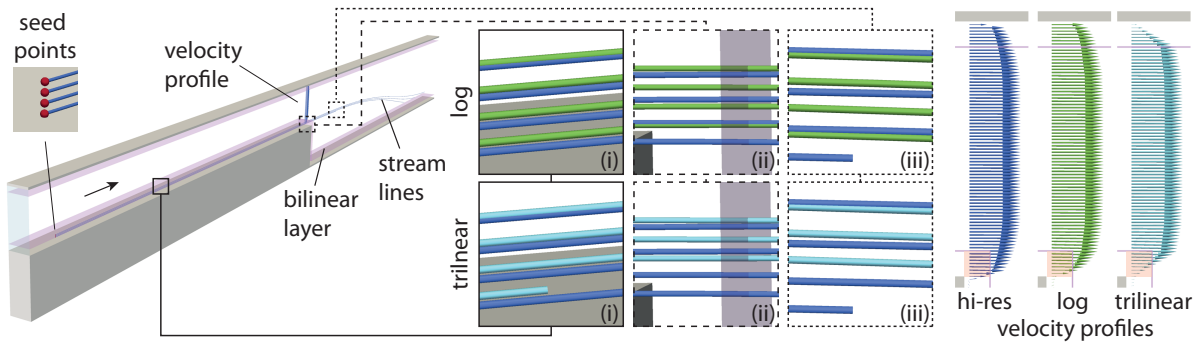 seed
points
velocity
profile
stream
lines
bilinear
layer
log
(i)
(ii)
(iii)
trilinear
(i)
(ii)
(iii)
hi-res
log
trilinear
velocity profiles